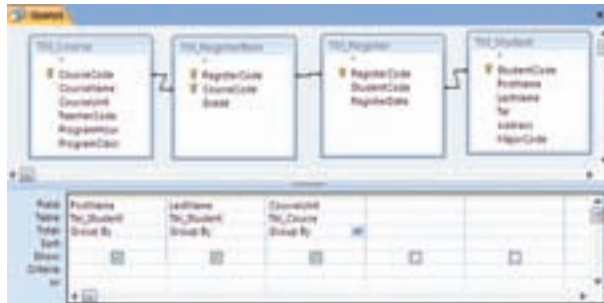 Query1
Tbl_Course
*
CourseCode
CourseName
CourseUnit
TeacherCode
ProgramHour
Tbl_RegisterItem
*
RegisterCode
CourseCode
Grade
Tbl_Register
*
RegisterCode
StudentCode
RegisterDate
Tbl_Student
*
StudentCode
FirstName
LastName
Tel
Address
MajorCode
Field: FirstName LastName CourseUnit
Table: Tbl_Student Tbl_Student Tbl_Course
Total: Group By Group By Group By
Sort:
Show:
Criteria:
or: